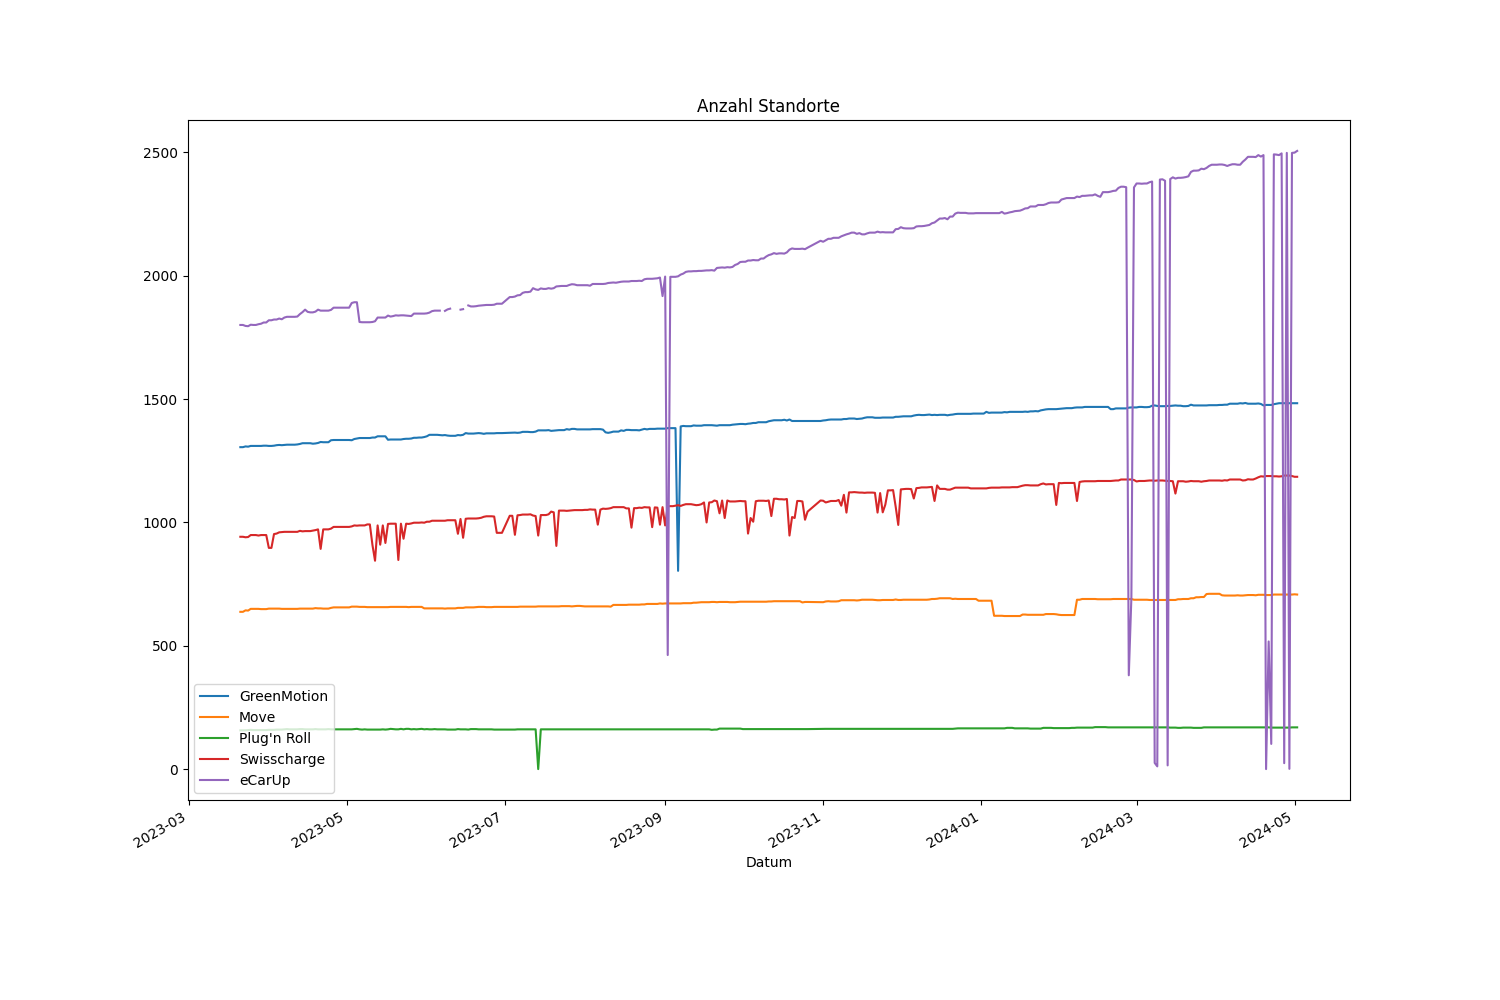 Anzahl Standorte
2500
2000
1500
1000
500
0
GreenMotion
Move
Plug'n Roll
Swisscharge
eCarUp
2023-03
2023-05
2023-07
2023-09
2023-11
2024-01
2024-03
2024-05
Datum